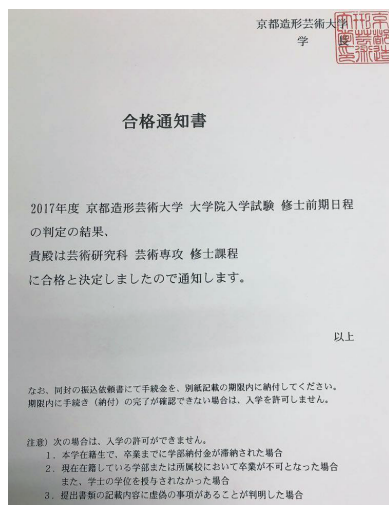 京都造形芸術大学
学 長
合格通知書
2017年度 京都造形芸術大学 大学院入学試験 修士前期日程
の判定の結果、
貴殿は芸術研究科 芸術専攻 修士課程
に合格と決定しましたので通知します。
以上
なお、同封の振込依頼書にて手続金を、別紙記載の期限内に納付してください。
期限内に手続き（納付）の完了が確認できない場合は、入学を許可しません。
注意）次の場合は、入学の許可ができません。
1．本学在籍生で、卒業までに学部納付金が滞納された場合
2．現在在籍している学部または所属校において卒業が不可となった場合
また、学士の学位を授与されなかった場合
3．提出書類の記載内容に虚偽の事項があることが判明した場合